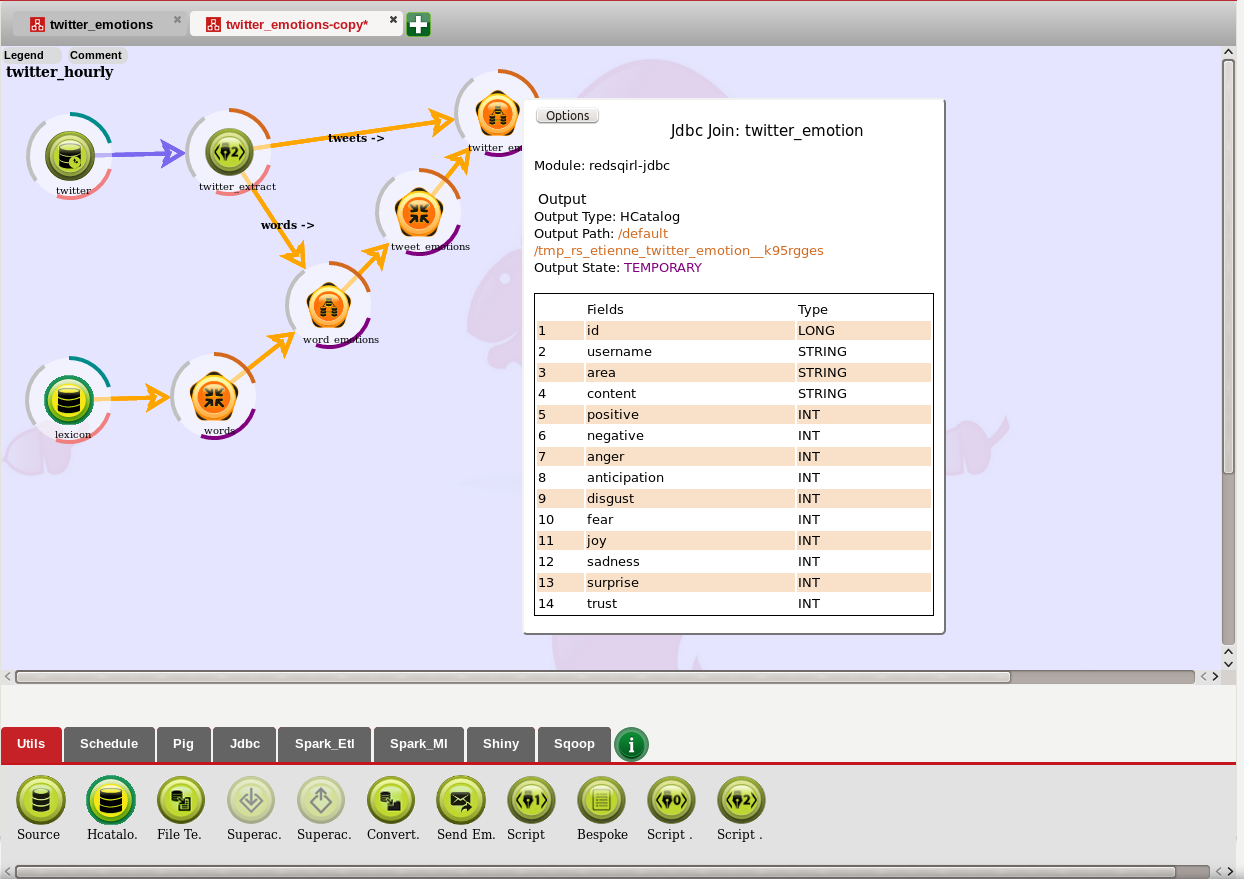 twitter_emotions
twitter_emotions-copy*
Legend
Comment
twitter_hourly
tweets ->
twitter_em
twitter
twitter_extract
words ->
tweet_emotions
word_emotions
lexicon
words
Options
Jdbc Join: twitter_emotion
Module: redsqirl-jdbc
Output
Output Type: HCatalog
Output Path: /default
/tmp_rs_etienne_twitter_emotion__k95rgges
Output State: TEMPORARY
Fields Type
1 id LONG
2 username STRING
3 area STRING
4 content STRING
5 positive INT
6 negative INT
7 anger INT
8 anticipation INT
9 disgust INT
10 fear INT
11 joy INT
12 sadness INT
13 surprise INT
14 trust INT
Utils Schedule Pig Jdbc Spark_Etl Spark_Ml Shiny Sqoop i
2
1 0 2
Source Hcatalo. File Te. Superac. Superac. Convert. Send Em. Script Bespoke Script . Script .